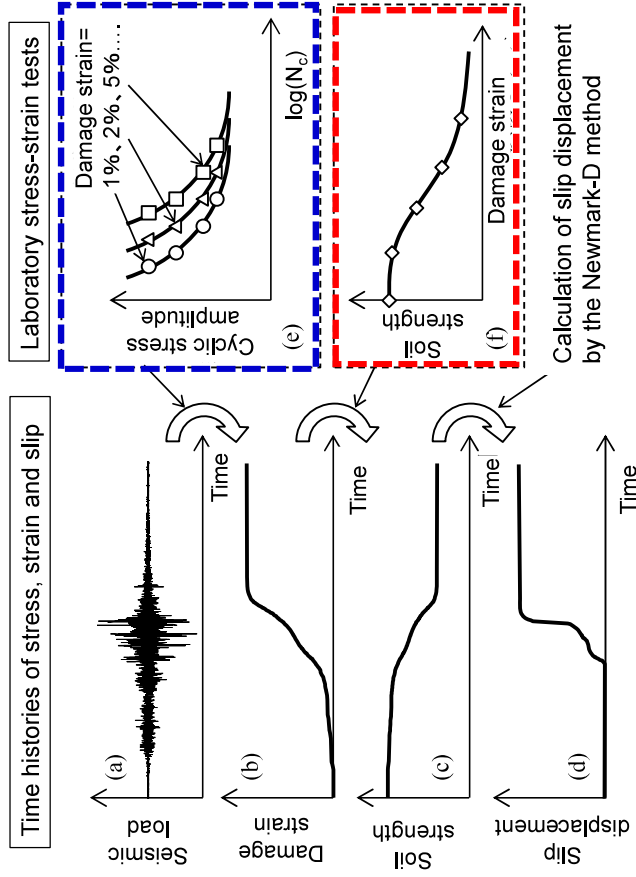 Time histories of stress, strain and slip
(a)
Seismic
load
Time
(b)
Damage
strain
Time
(c)
Soil
strength
Time
(d)
Slip
displacement
Time
Laboratory stress-strain tests
Damage strain=
1%、2%、5%....
Cyclic stress
amplitude
(e)
log(N_c)
Soil
strength
(f)
Damage strain
Calculation of slip displacement
by the Newmark-D method